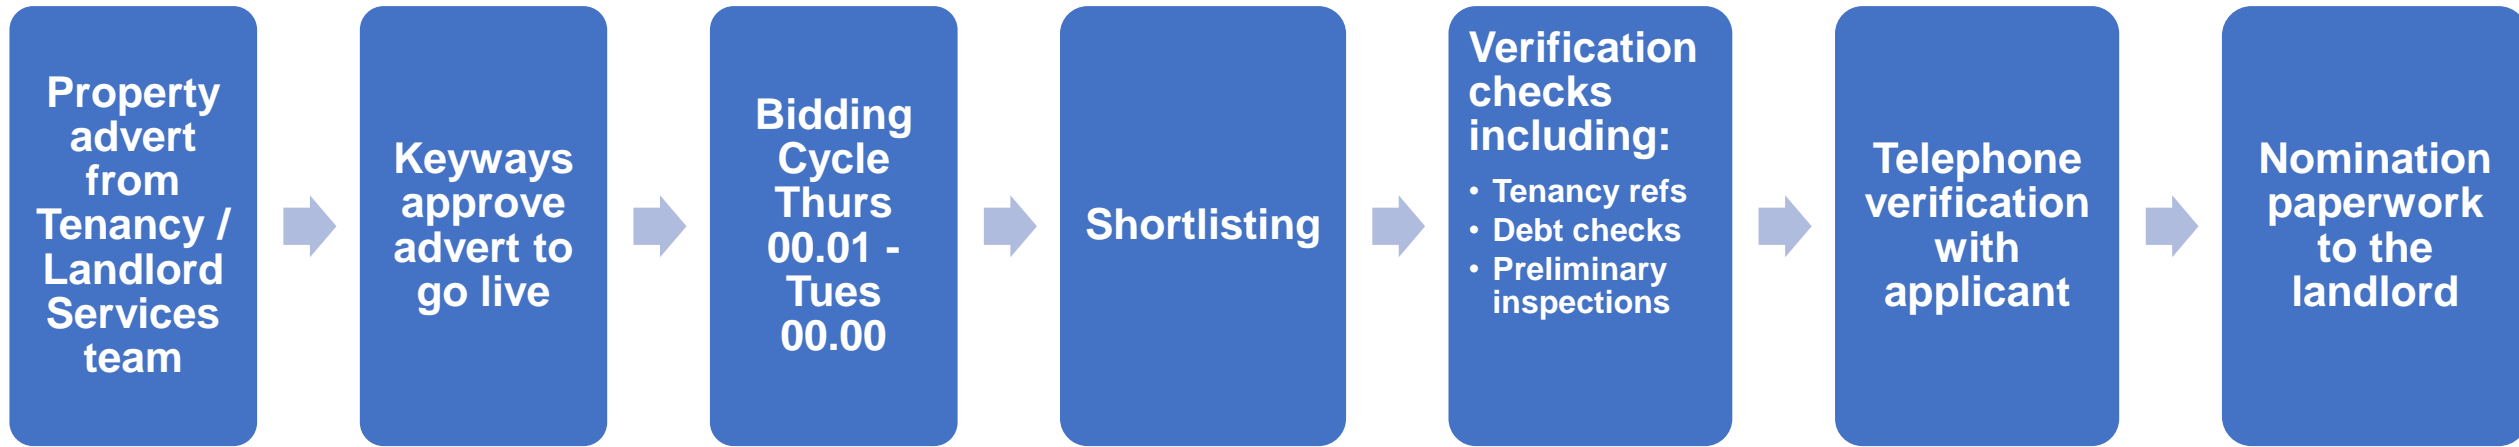 Property
advert
from
Tenancy /
Landlord
Services
team
Keyways
approve
advert to
go live
Bidding
Cycle
Thurs
00.01 -
Tues
00.00
Shortlisting
Verification
checks
including:
• Tenancy refs
• Debt checks
• Preliminary
inspections
Telephone
verification
with
applicant
Nomination
paperwork
to the
landlord